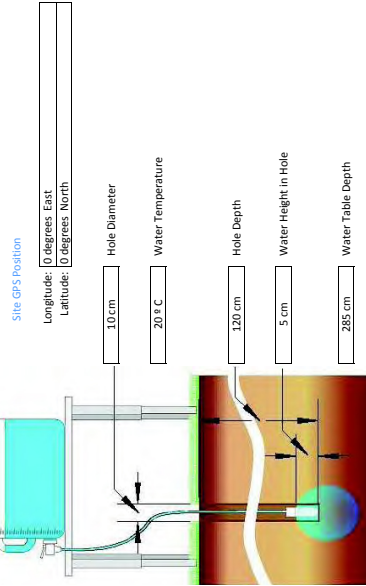 Site GPS Position
Longitude: 0 degrees East
Latitude: 0 degrees North
10 cm Hole Diameter
20 º C Water Temperature
120 cm Hole Depth
5 cm Water Height in Hole
285 cm Water Table Depth